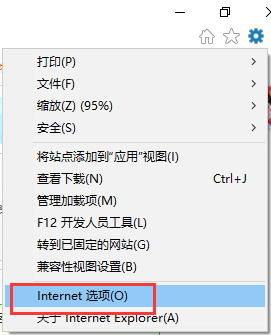 打印(P)
文件(F)
缩放(Z) (95%)
安全(S)
将站点添加到“应用”视图(I)
查看下载(N) Ctrl+J
管理加载项(M)
F12 开发人员工具(L)
转到已固定的网站(G)
兼容性视图设置(B)
Internet 选项(O)
关于 Internet Explorer(A)